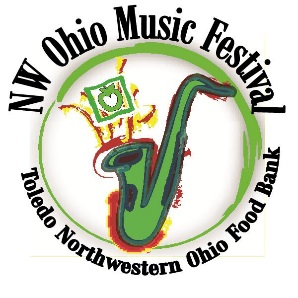 NW Ohio Music Festival
Toledo Northwestern Ohio Food Bank